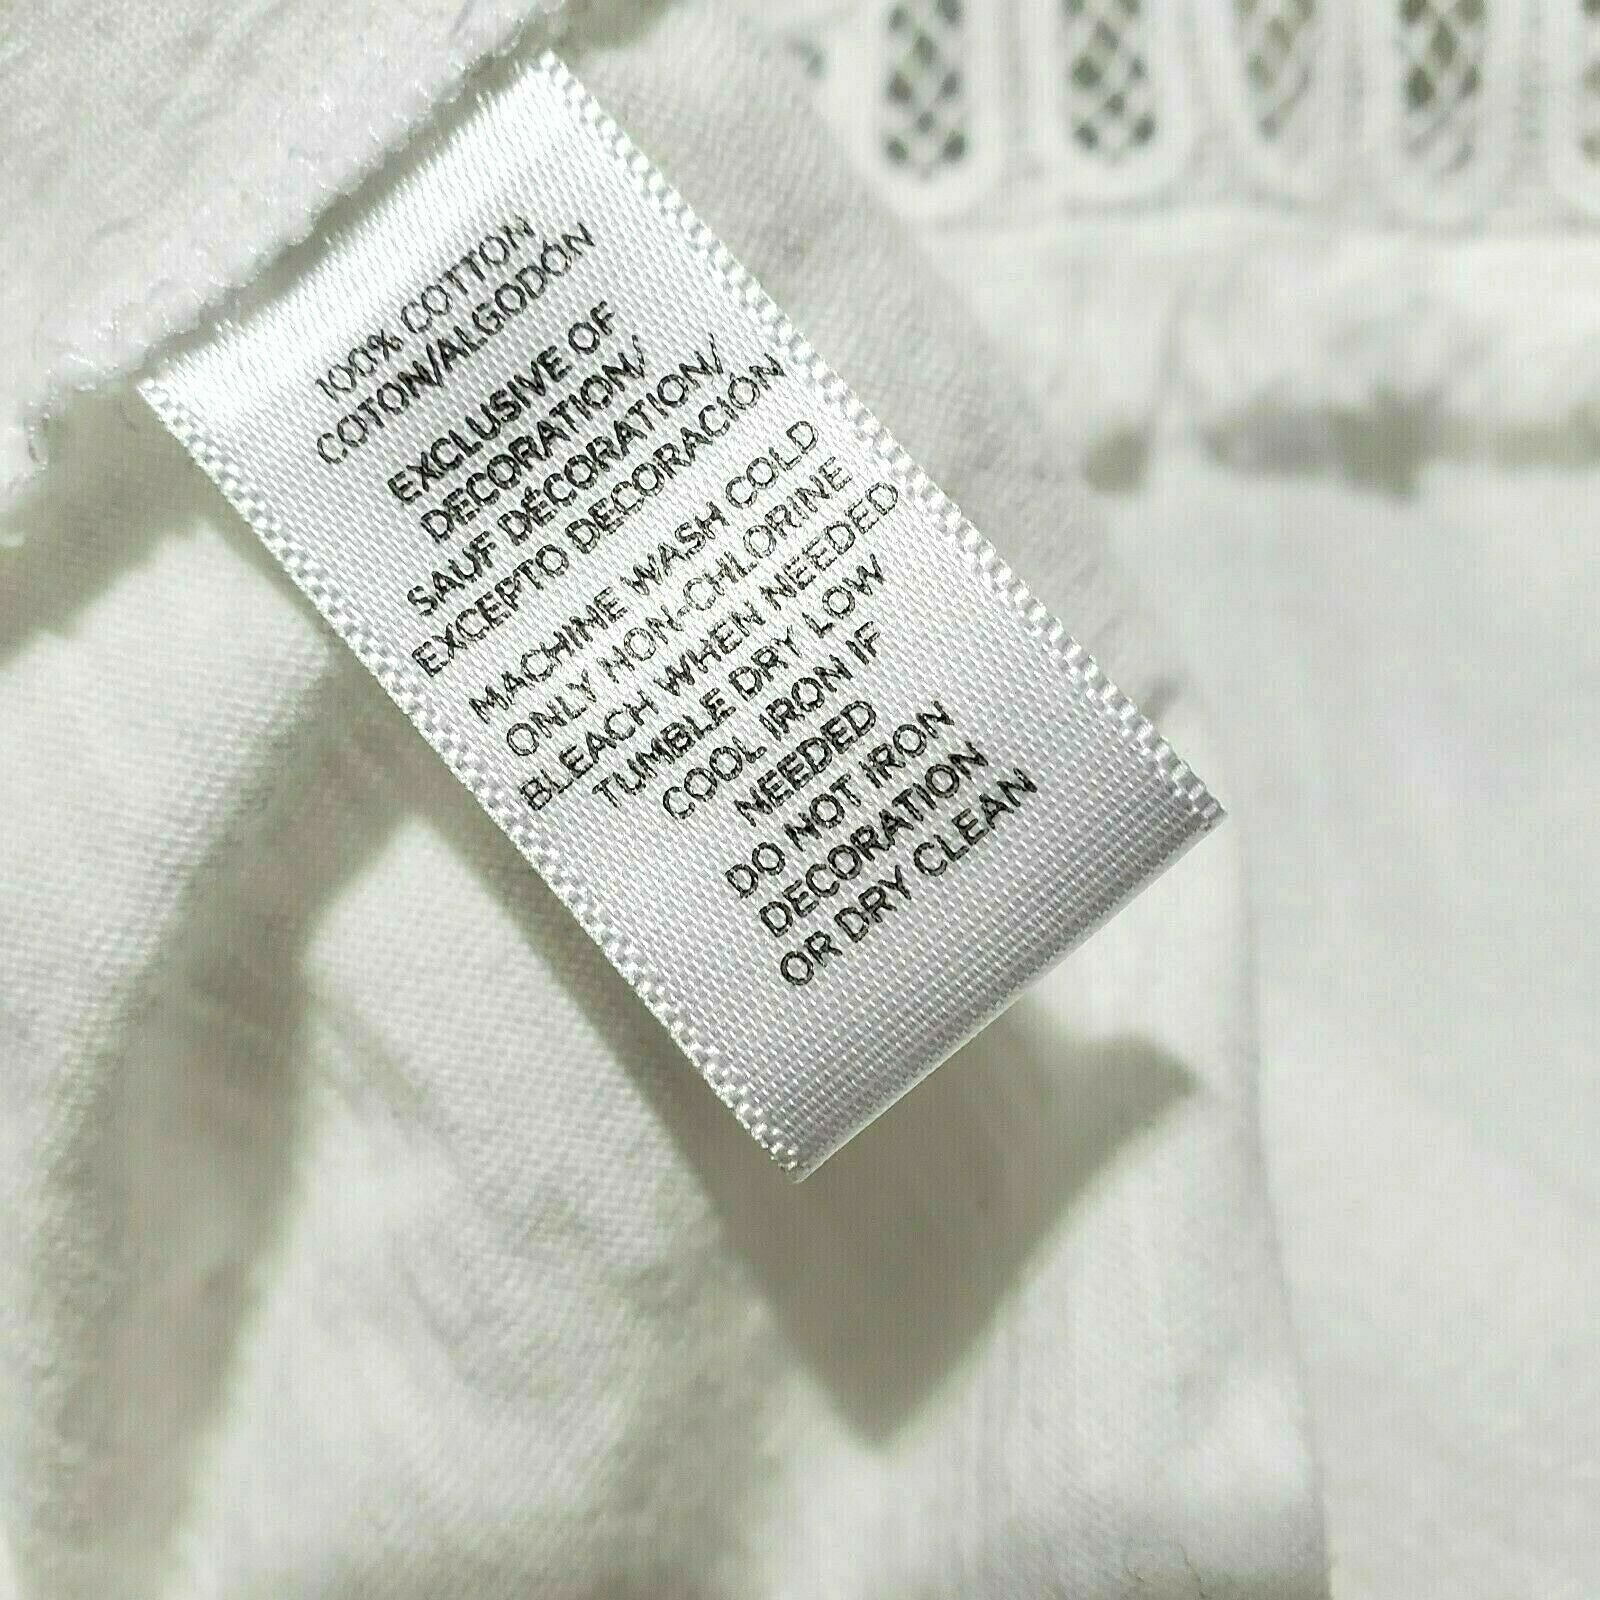 100% COTTON
COTON/ALGODÓN
EXCLUSIVE OF
DECORATION/
SAUF DÉCORATION/
EXCEPTO DECORACIÓN
MACHINE WASH COLD
ONLY NON-CHLORINE
BLEACH WHEN NEEDED
TUMBLE DRY LOW
COOL IRON IF
NEEDED
DO NOT IRON
DECORATION
OR DRY CLEAN